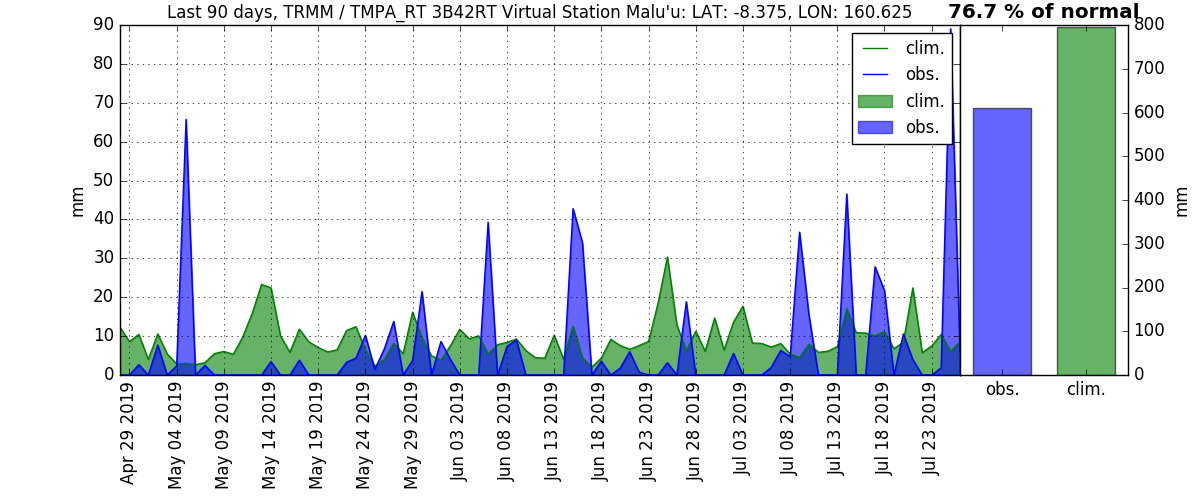 Last 90 days, TRMM / TMPA_RT 3B42RT Virtual Station Malu'u: LAT: -8.375, LON: 160.625
76.7 % of normal
90
80
70
60
50
40
30
20
10
0
mm
clim.
obs.
clim.
obs.
Apr 29 2019
May 04 2019
May 09 2019
May 14 2019
May 19 2019
May 24 2019
May 29 2019
Jun 03 2019
Jun 08 2019
Jun 13 2019
Jun 18 2019
Jun 23 2019
Jun 28 2019
Jul 03 2019
Jul 08 2019
Jul 13 2019
Jul 18 2019
Jul 23 2019
800
700
600
500
400
300
200
100
0
mm
obs.
clim.